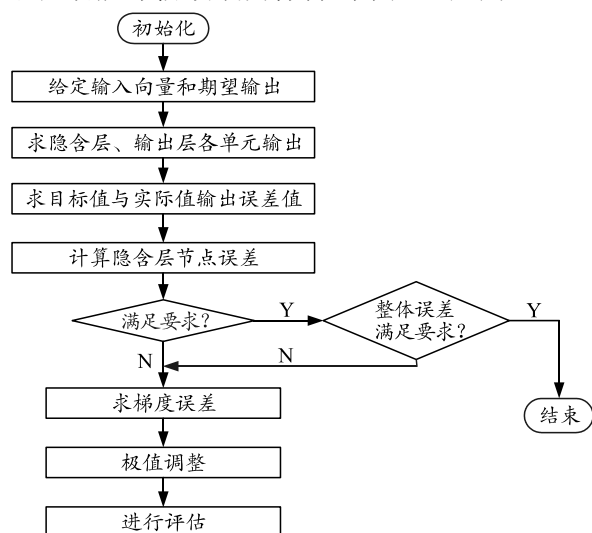 初始化
给定输入向量和期望输出
求隐含层、输出层各单元输出
求目标值与实际值输出误差值
计算隐含层节点误差
满足要求?
Y
整体误差
满足要求?
Y
N
N
求梯度误差
结束
极值调整
进行评估